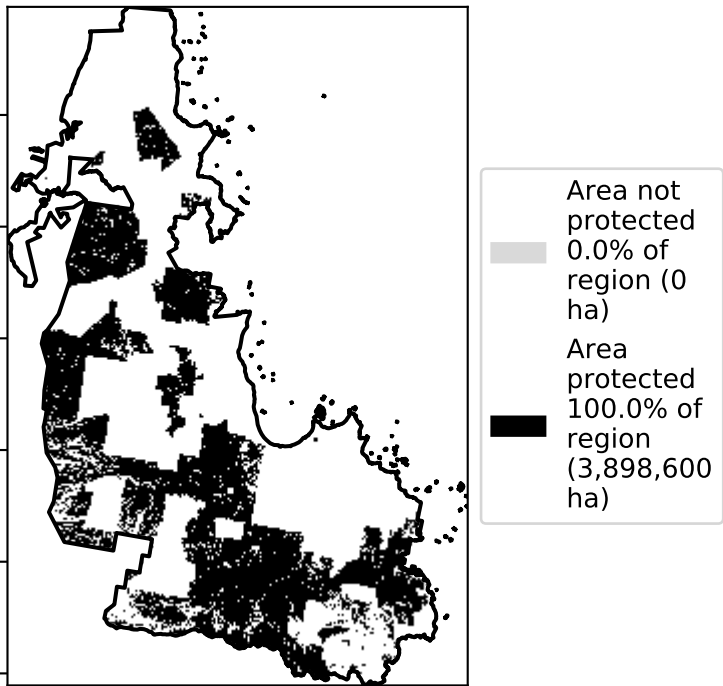 Area not
protected
0.0% of
region (0
ha)
Area
protected
100.0% of
region
(3,898,600
ha)